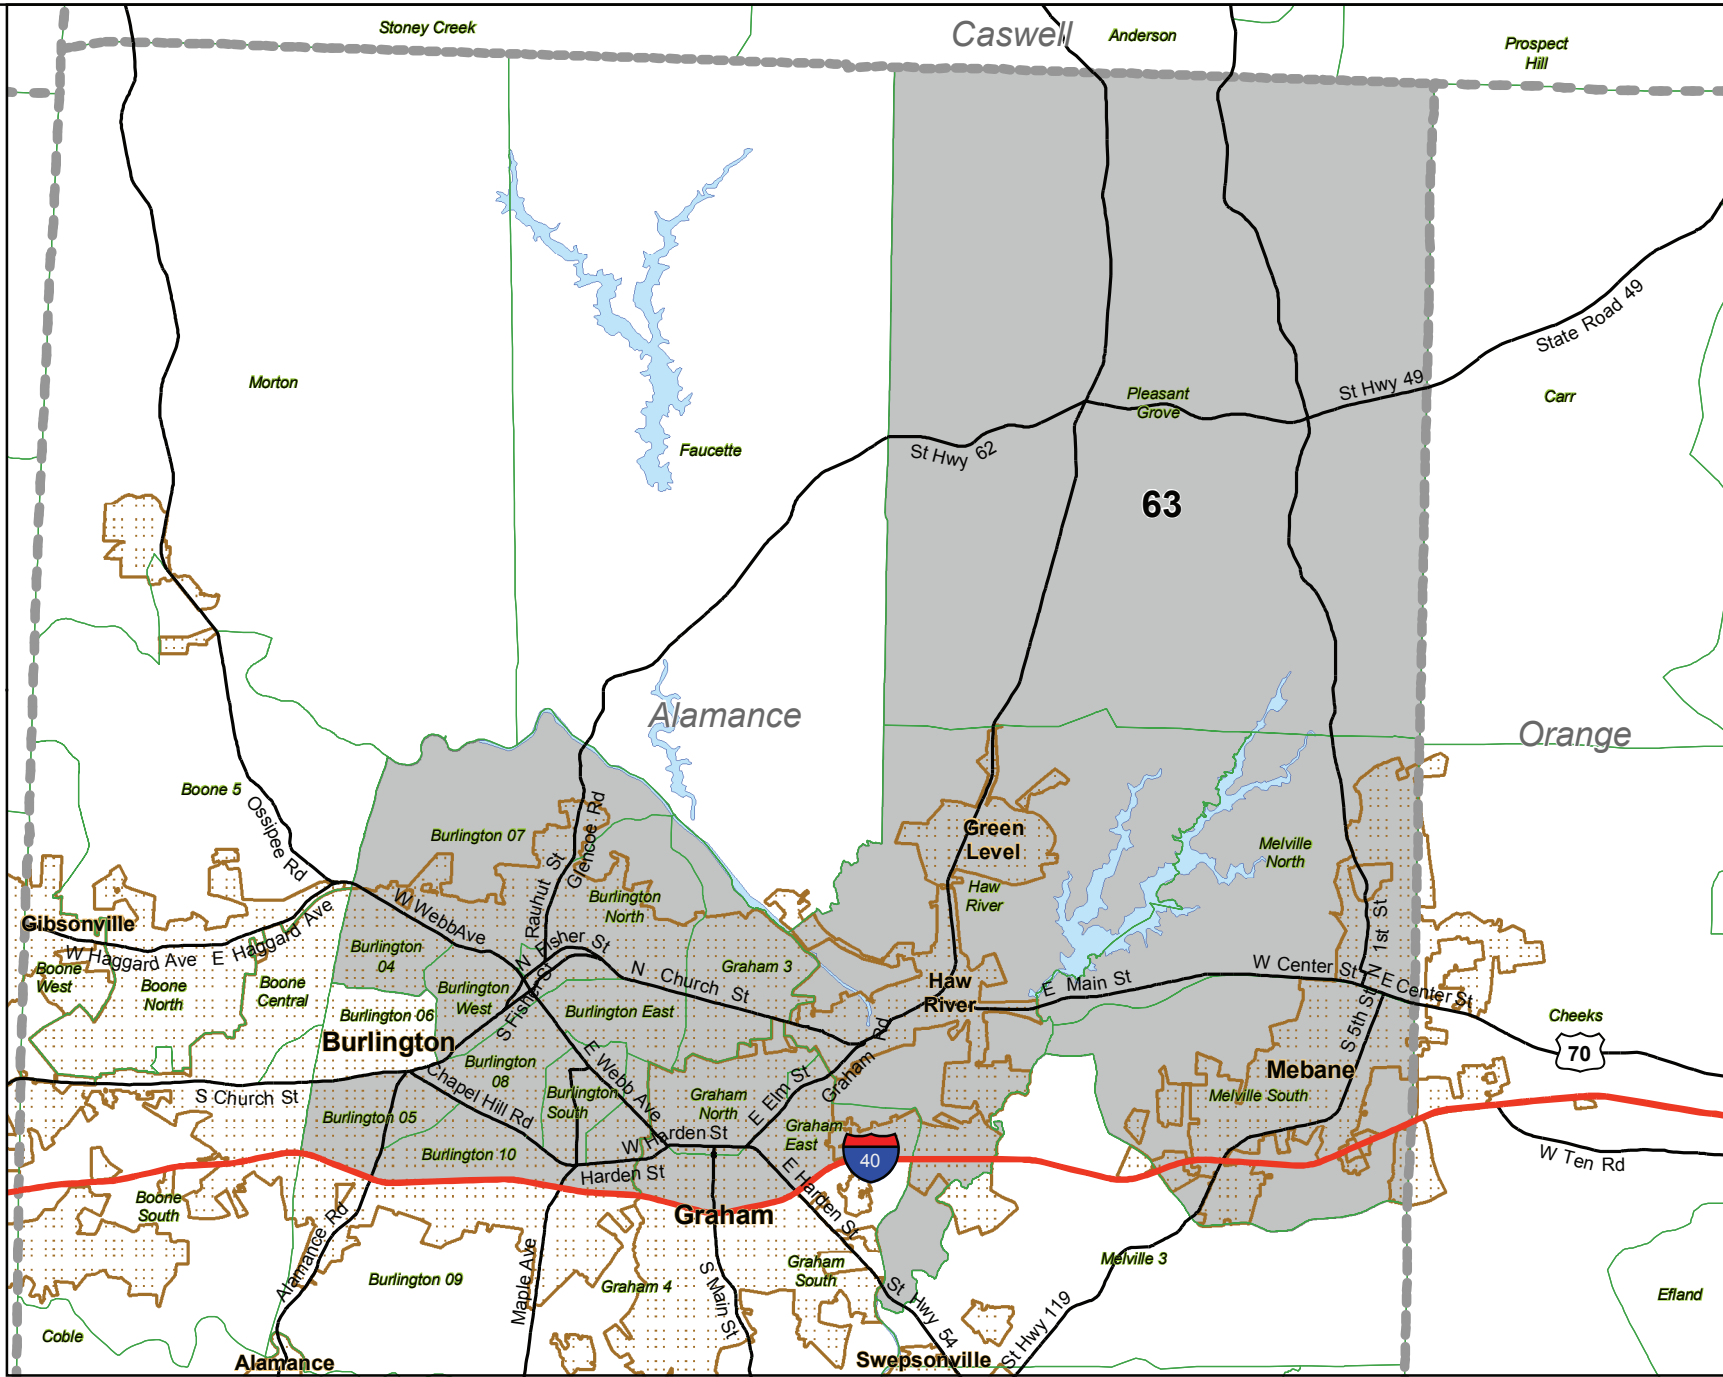 Stoney Creek
Caswell
Anderson
Prospect
Hill
State Road 49
Morton
St Hwy 49
Pleasant
Grove
Carr
Faucette
St Hwy 62
63
Alamance
Orange
Boone 5
Ossipee Rd
Burlington 07
Glencoe Rd
Rauhut St
Green
Level
Melville
North
Haw
River
Burlington
North
Gibsonville
W Haggard Ave
E Haggard Ave
W WebbAve
W Fisher St
N 1st St
Burlington
04
Boone
West
Boone
North
Boone
Central
Burlington
West
S Fisher St
N Church St
Graham 3
Haw
River
E Main St
W Center St
E Center St
Burlington 06
Burlington East
Cheeks
Burlington
70
S 5th St
Mebane
Burlington
08
E Webb Ave
Graham Rd
E Elm St
Chapel Hill Rd
Burlington
South
Graham
North
Melville South
S Church St
Burlington 05
Graham
East
W HardenSt
Burlington 10
Harden St
40
W Ten Rd
Boone
South
Alamance Rd
E Harden St
Graham
Melville 3
Burlington 09
Maple Ave
Graham 4
S Main St
Graham
South
St Hwy 54
St Hwy 119
Efland
Coble
Alamance
Swepsonville